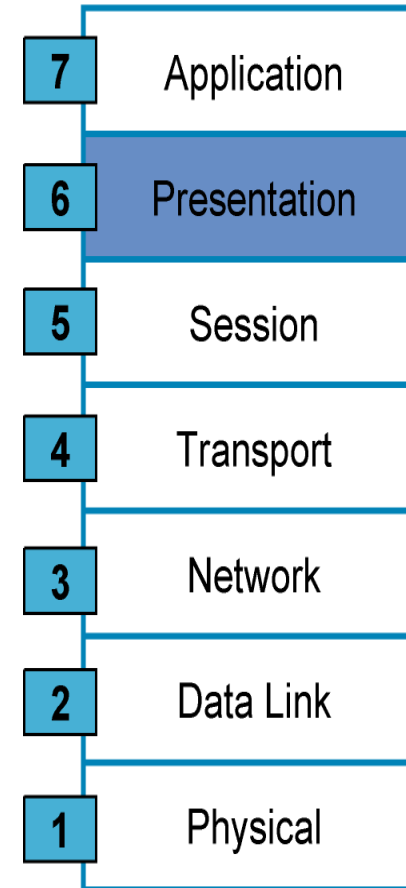 7 Application
6 Presentation
5 Session
4 Transport
3 Network
2 Data Link
1 Physical